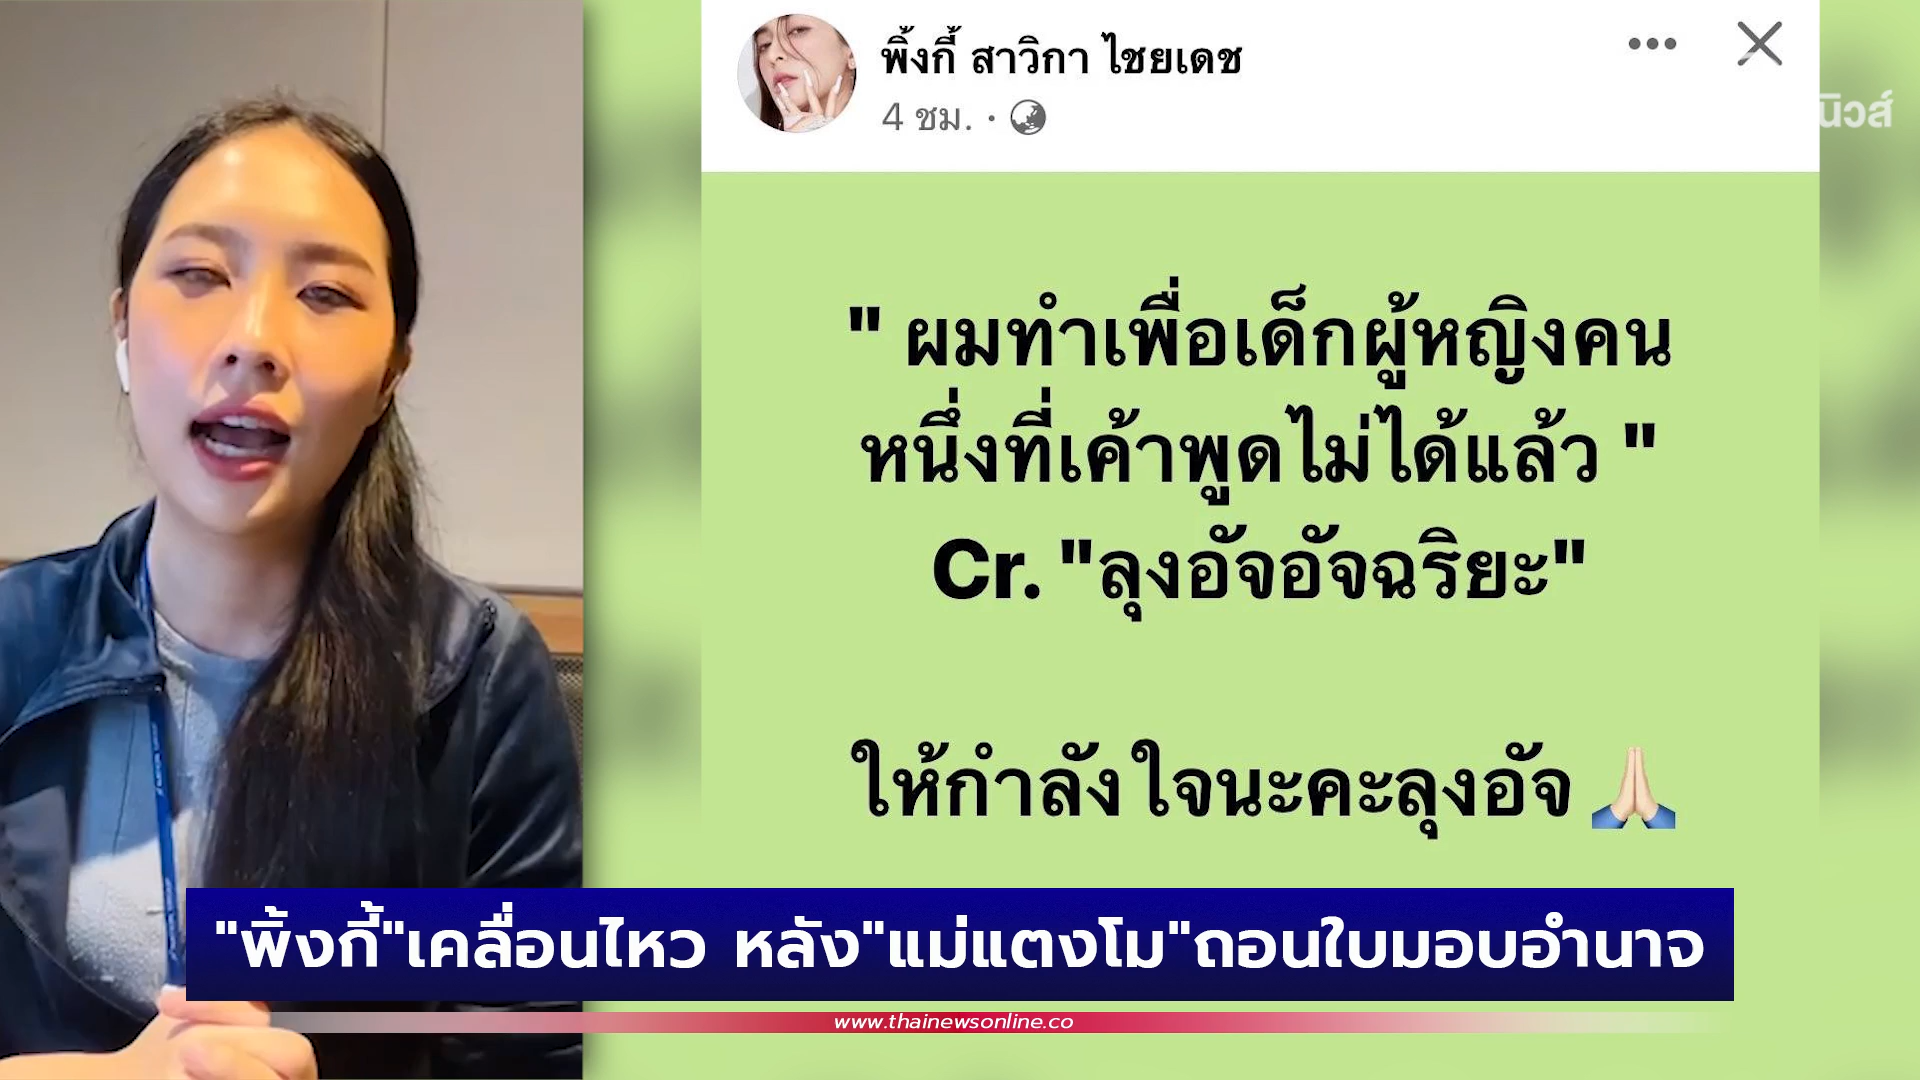 พิ้งกี้ สาวิกา ไชยเดช
4 ชม.
นิวส์
" ผมทำเพื่อเด็กผู้หญิงคน
หนึ่งที่เค้าพูดไม่ได้แล้ว "
Cr. "ลุงอัจอัจฉริยะ"
ให้กำลังใจนะคะลุงอัจ 🙏🏻
"พิ้งกี้"เคลื่อนไหว หลัง"แม่แตงโม"ถอนใบมอบอำนาจ
www.thainewsonline.co